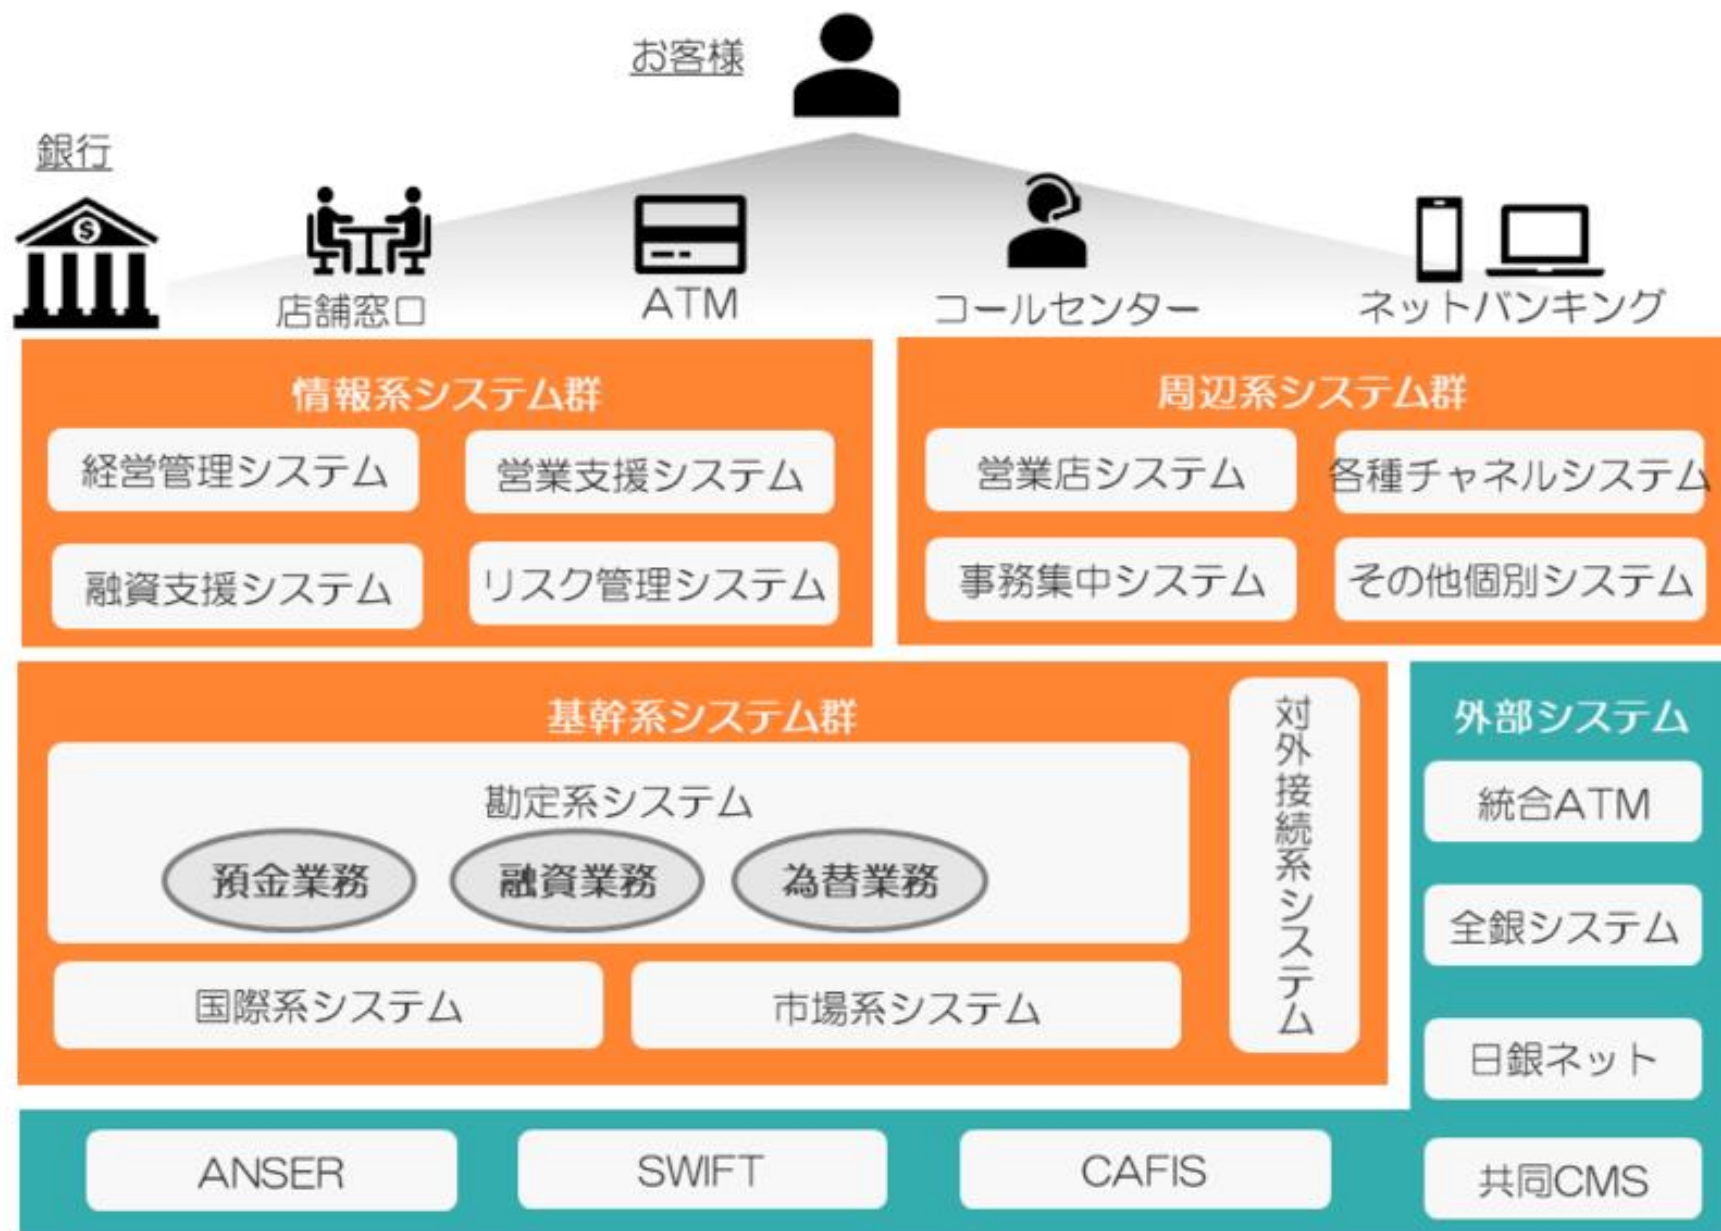 お客様
銀行
店舗窓口
ATM
コールセンター
ネットバンキング
情報系システム群
経営管理システム
営業支援システム
融資支援システム
リスク管理システム
周辺系システム群
営業店システム
各種チャネルシステム
事務集中システム
その他個別システム
基幹系システム群
勘定系システム
預金業務
融資業務
為替業務
国際系システム
市場系システム
対外接続系システム
外部システム
統合ATM
全銀システム
日銀ネット
共同CMS
ANSER
SWIFT
CAFIS